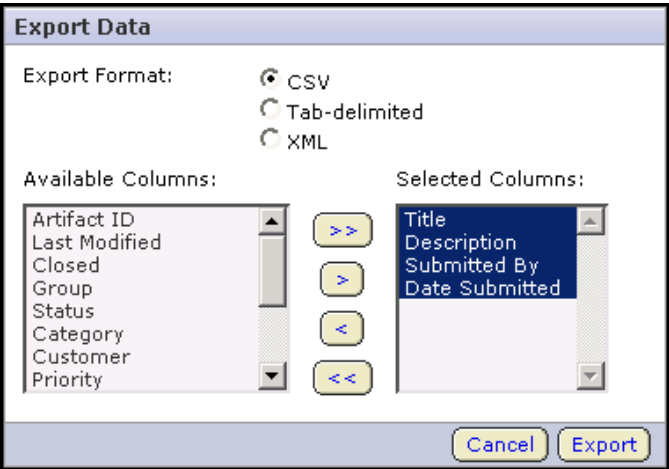 Export Data
Export Format:
CSV
Tab-delimited
XML
Available Columns:
Selected Columns:
Artifact ID
Last Modified
Closed
Group
Status
Category
Customer
Priority
>>
>
<
<<
Title
Description
Submitted By
Date Submitted
Cancel
Export